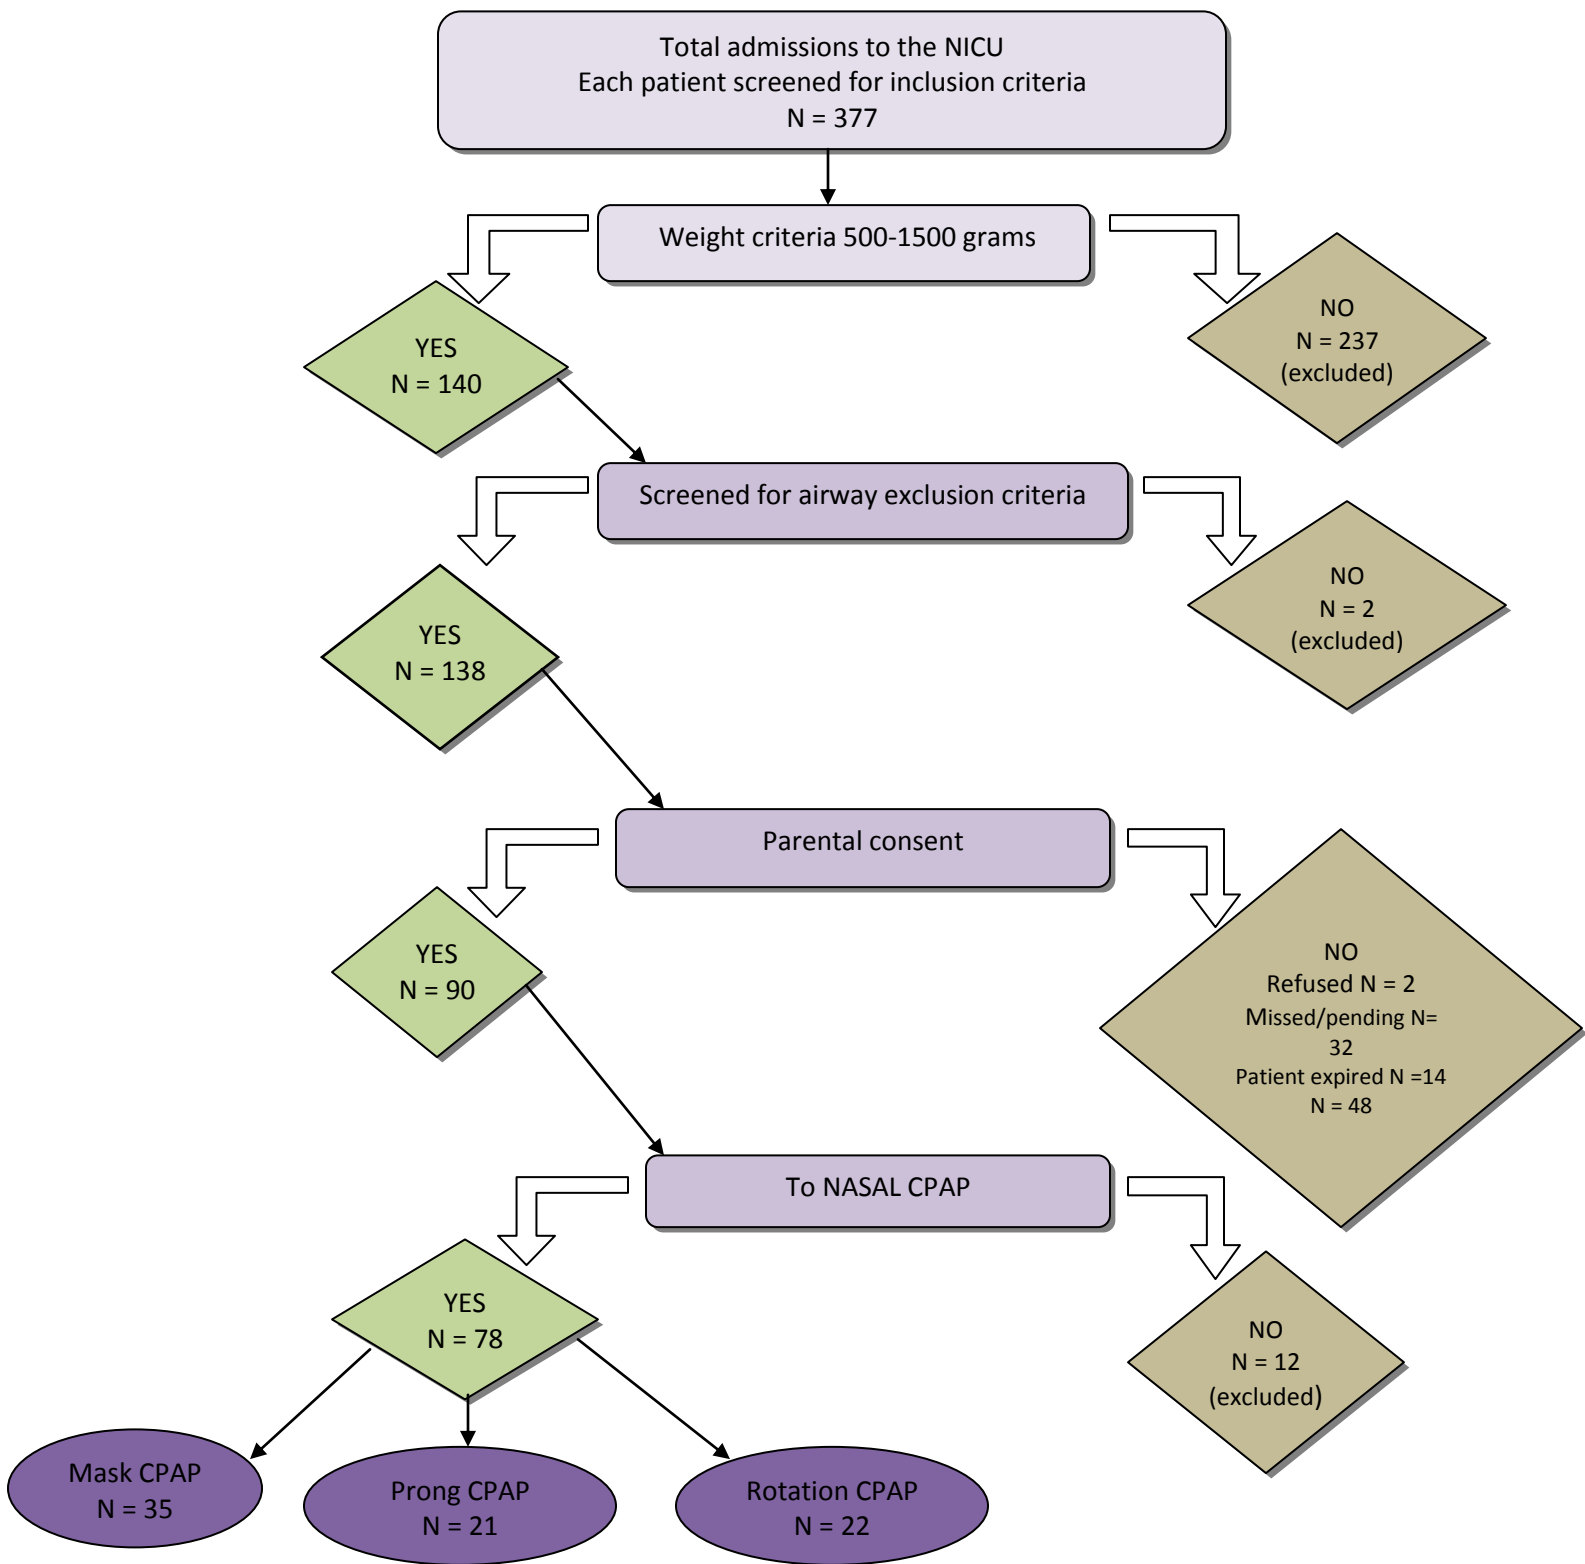 Total admissions to the NICU
Each patient screened for inclusion criteria
N = 377
Weight criteria 500-1500 grams
YES
N = 140
NO
N = 237
(excluded)
Screened for airway exclusion criteria
YES
N = 138
NO
N = 2
(excluded)
Parental consent
YES
N = 90
NO
Refused N = 2
Missed/pending N=
32
Patient expired N =14
N = 48
To NASAL CPAP
YES
N = 78
NO
N = 12
(excluded)
Mask CPAP
N = 35
Prong CPAP
N = 21
Rotation CPAP
N = 22